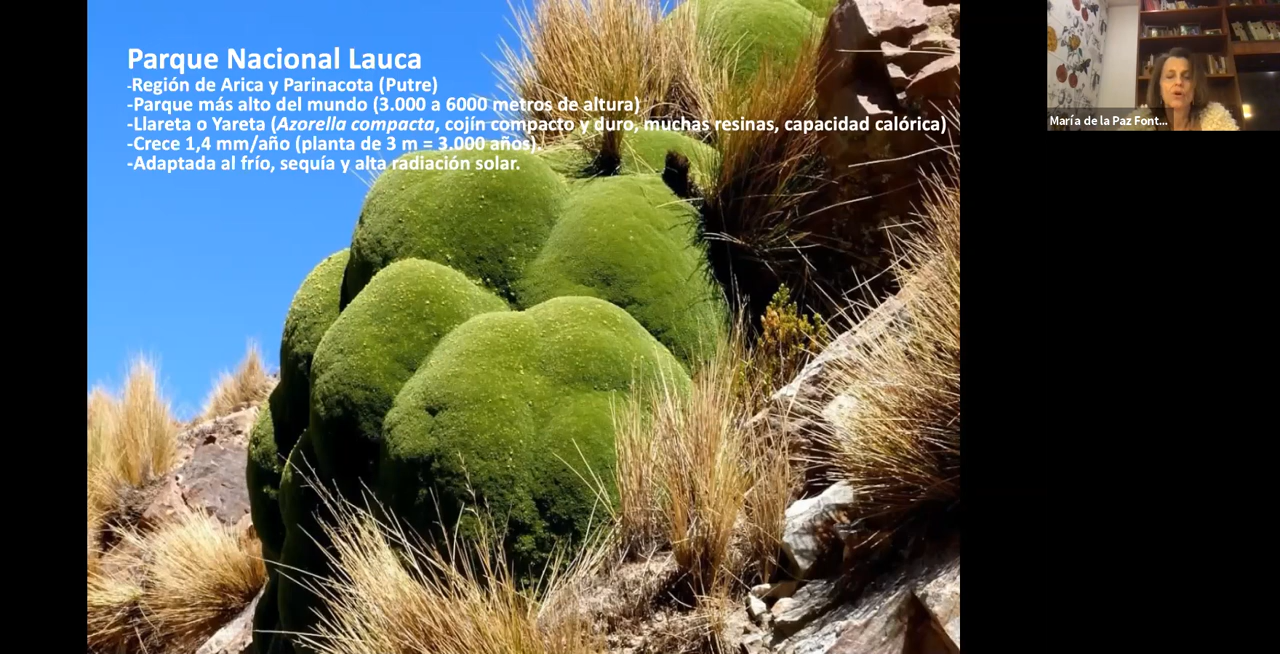 Parque Nacional Lauca
-Región de Arica y Parinacota (Putre)
-Parque más alto del mundo (3.000 a 6000 metros de altura)
-Llareta o Yareta (Azorella compacta, cojín compacto y duro, muchas resinas, capacidad calórica)
-Crece 1,4 mm/año (planta de 3 m = 3.000 años).
-Adaptada al frío, sequía y alta radiación solar.
María de la Paz Font...